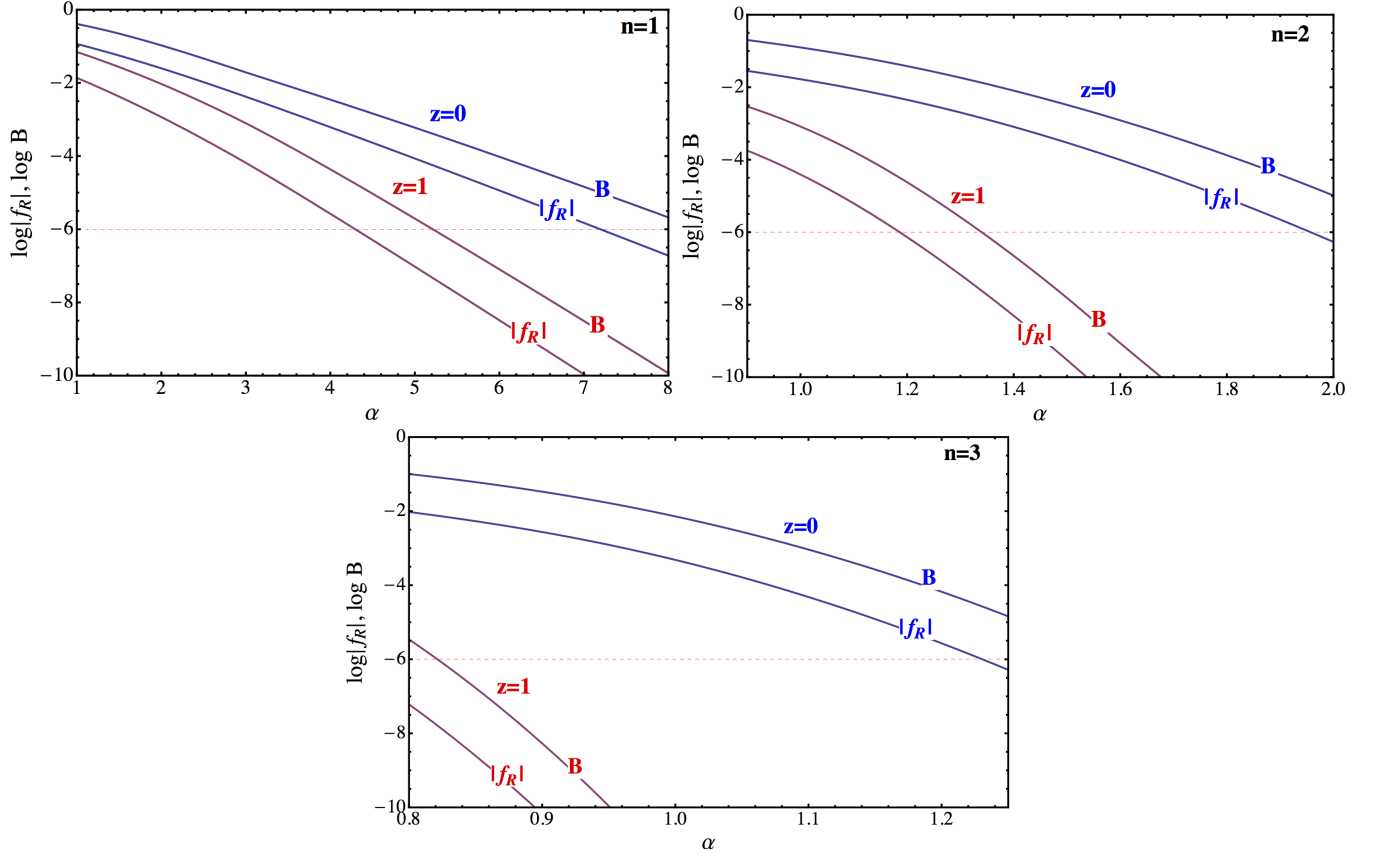 n=1
log|f_R|, log B
0
−2
−4
−6
−8
−10
z=0
B
|f_R|
z=1
|f_R|
B
1 2 3 4 5 6 7 8
α
n=2
log|f_R|, log B
0
−2
−4
−6
−8
−10
z=0
B
|f_R|
z=1
B
|f_R|
1.0 1.2 1.4 1.6 1.8 2.0
α
n=3
log|f_R|, log B
0
−2
−4
−6
−8
−10
z=0
B
|f_R|
z=1
B
|f_R|
0.8 0.9 1.0 1.1 1.2
α